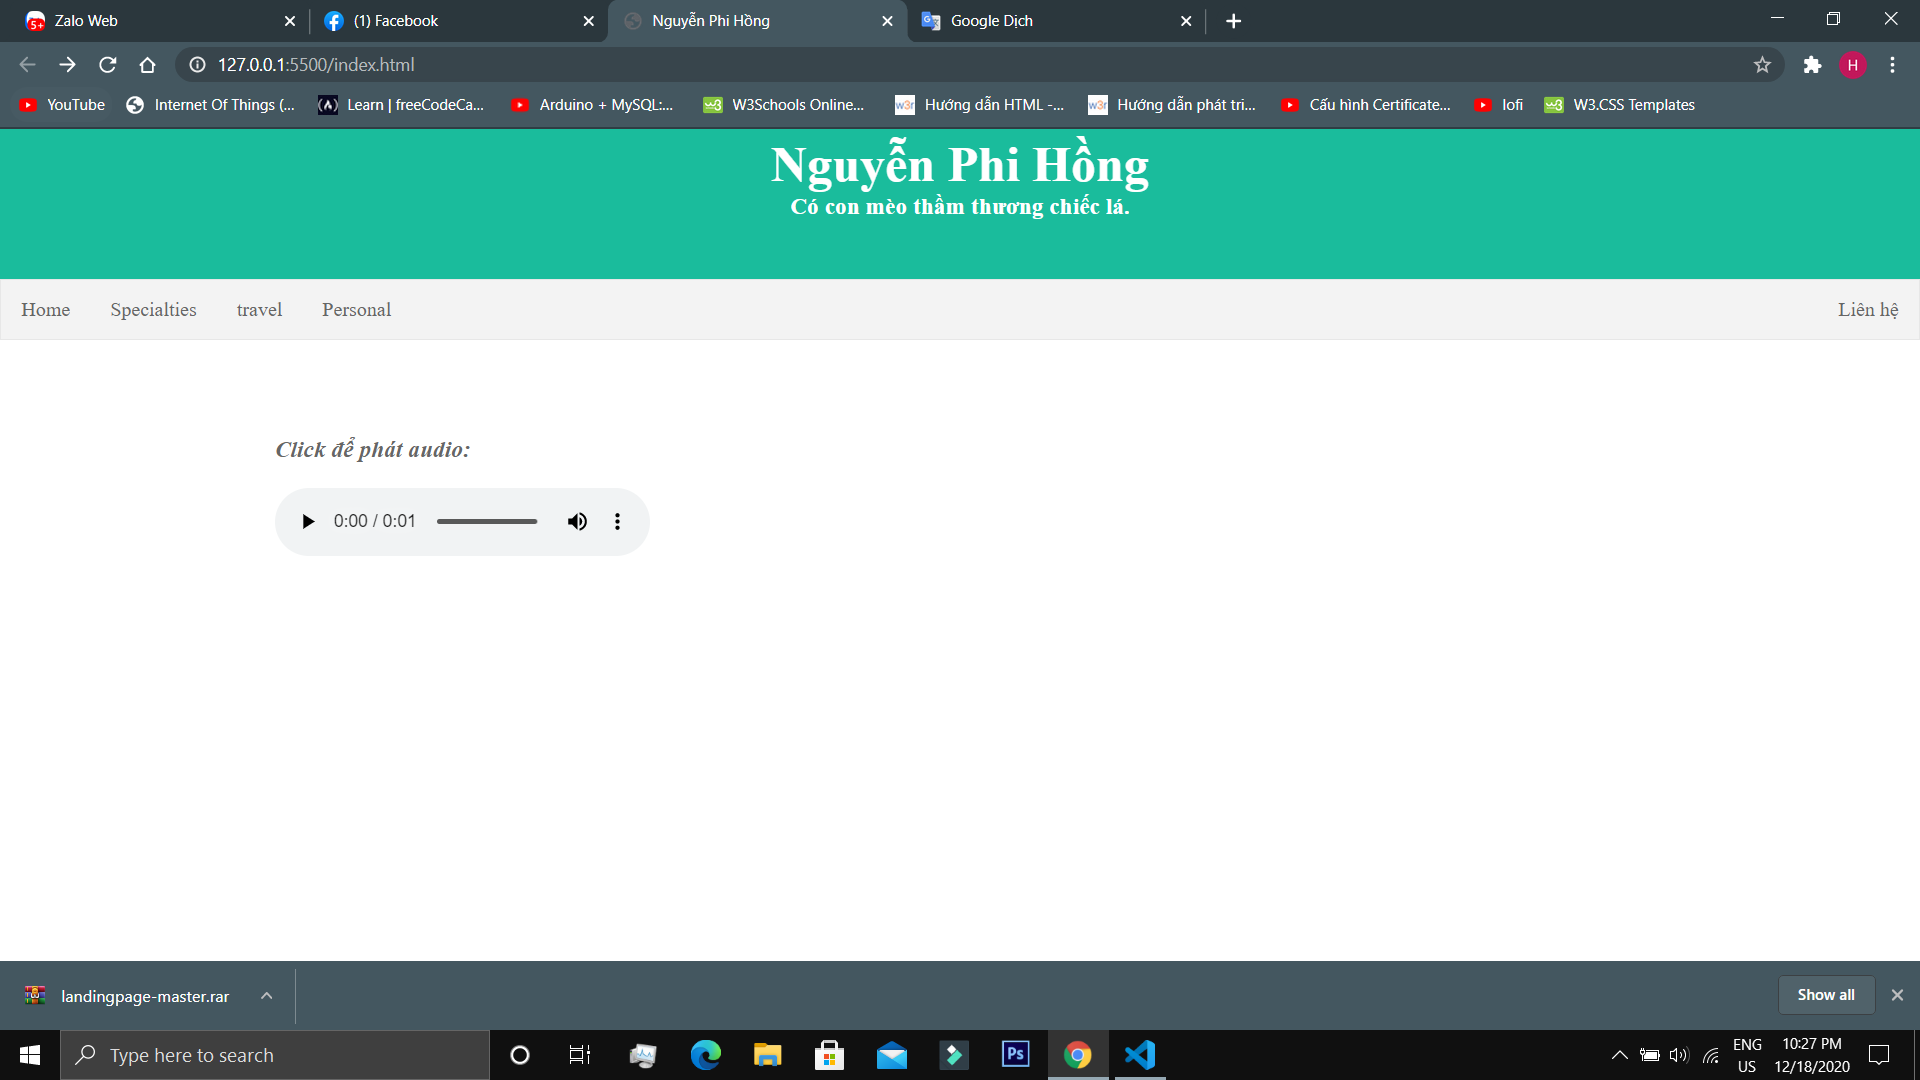 Zalo Web
(1) Facebook
Nguyễn Phi Hồng
Google Dịch
127.0.0.1:5500/index.html
H
YouTube
Internet Of Things (...
Learn | freeCodeCa...
Arduino + MySQL:...
W3Schools Online...
Hướng dẫn HTML -...
Hướng dẫn phát tri...
Cấu hình Certificate...
lofi
W3.CSS Templates
Nguyễn Phi Hồng
Có con mèo thầm thương chiếc lá.
Home
Specialties
travel
Personal
Liên hệ
Click để phát audio:
0:00 / 0:01
landingpage-master.rar
Show all
Type here to search
Ps
ENG
US
10:27 PM
12/18/2020